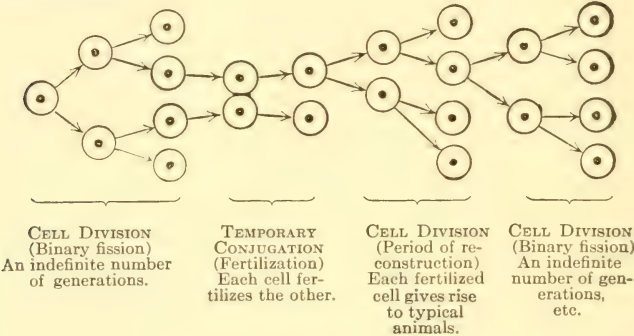 CELL DIVISION
(Binary fission)
An indefinite number
of generations.
TEMPORARY
CONJUGATION
(Fertilization)
Each cell fer-
tilizes the other.
CELL DIVISION
(Period of re-
construction)
Each fertilized
cell gives rise
to typical
animals.
CELL DIVISION
(Binary fission)
An indefinite
number of gen-
erations,
etc.